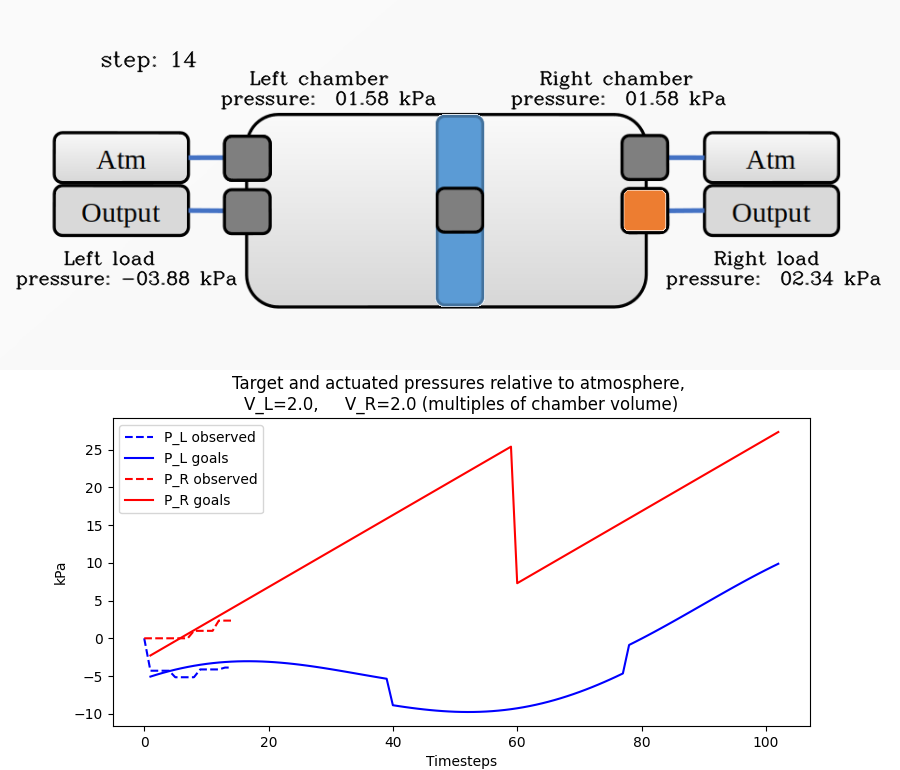 step: 14
Left chamber
pressure: 01.58 kPa
Right chamber
pressure: 01.58 kPa
Atm
Output
Atm
Output
Left load
pressure: -03.88 kPa
Right load
pressure: 02.34 kPa
Target and actuated pressures relative to atmosphere,
V_L=2.0, V_R=2.0 (multiples of chamber volume)
P_L observed
P_L goals
P_R observed
P_R goals
25
20
15
10
5
0
−5
−10
kPa
0 20 40 60 80 100
Timesteps